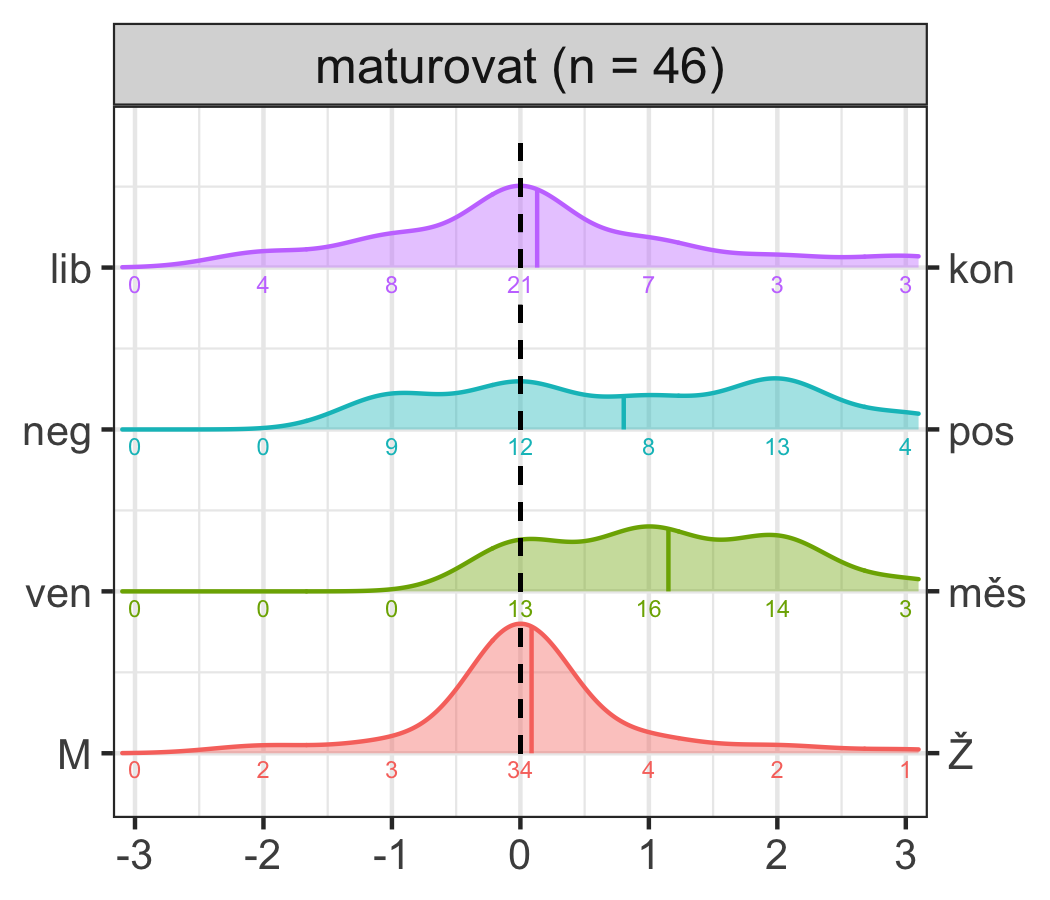 maturovat (n = 46)
lib kon
0 4 8 21 7 3 3
neg pos
0 0 9 12 8 13 4
ven měs
0 0 0 13 16 14 3
M Ž
0 2 3 34 4 2 1
-3 -2 -1 0 1 2 3